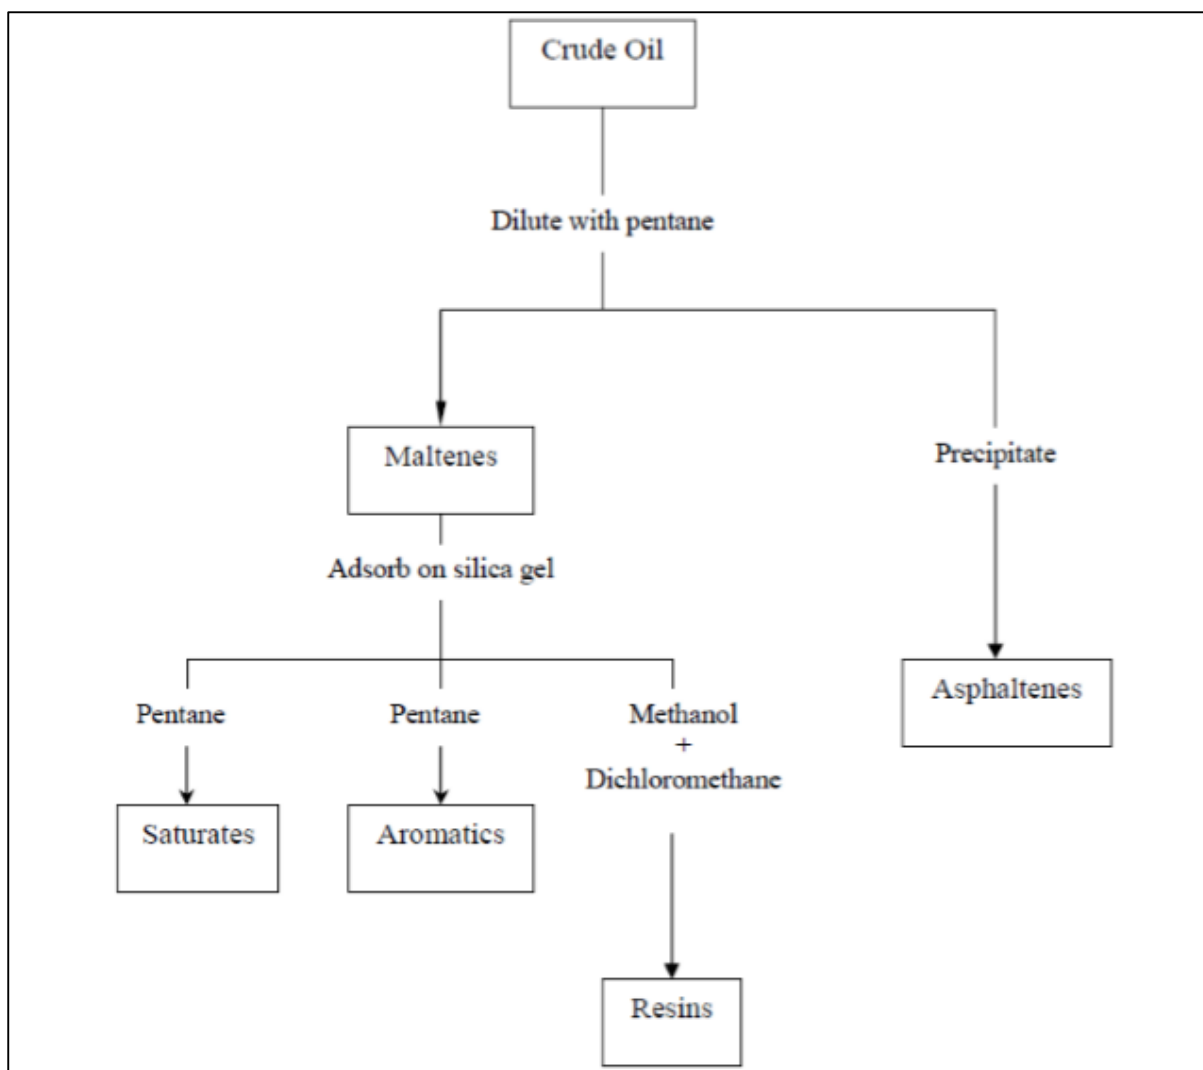 Crude Oil
Dilute with pentane
Maltenes
Precipitate
Adsorb on silica gel
Asphaltenes
Pentane
Pentane
Methanol
+
Dichloromethane
Saturates
Aromatics
Resins